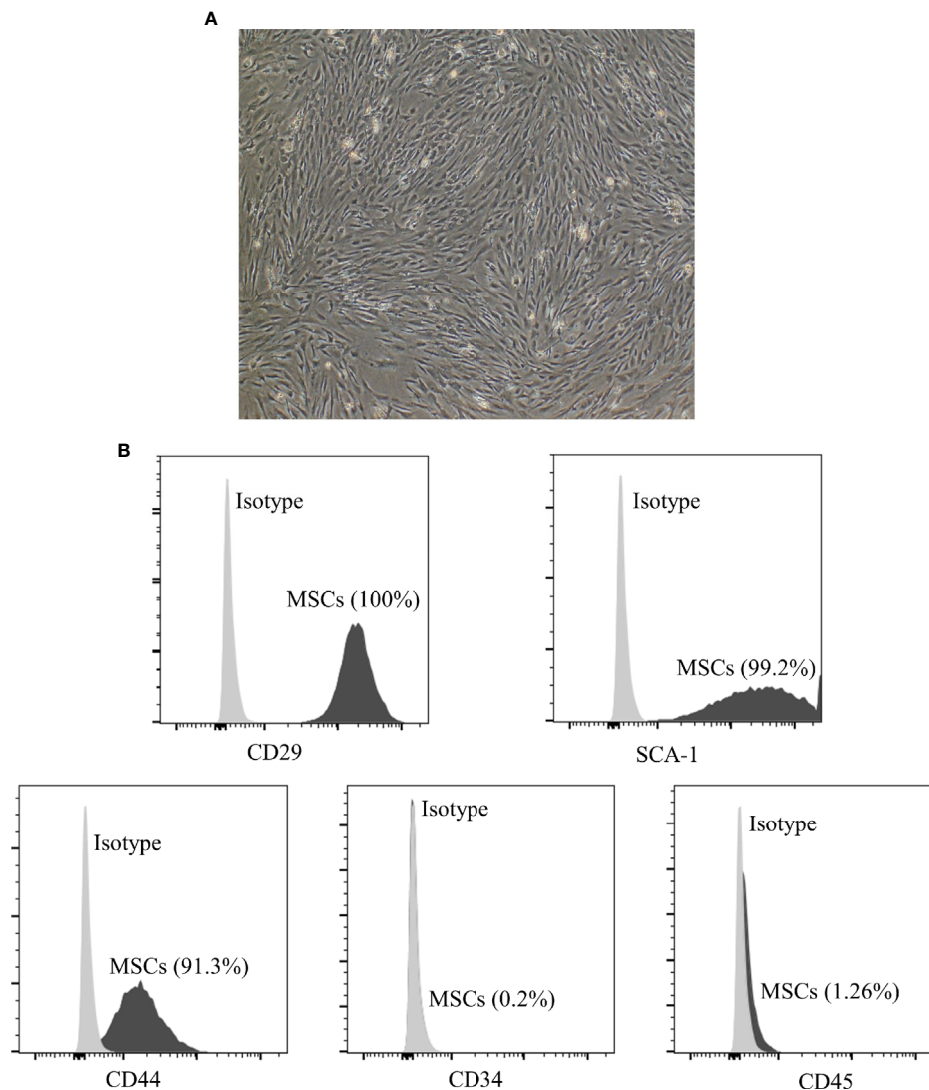 A
B
Isotype
MSCs (100%)
CD29
Isotype
MSCs (99.2%)
SCA-1
Isotype
MSCs (91.3%)
CD44
Isotype
MSCs (0.2%)
CD34
Isotype
MSCs (1.26%)
CD45